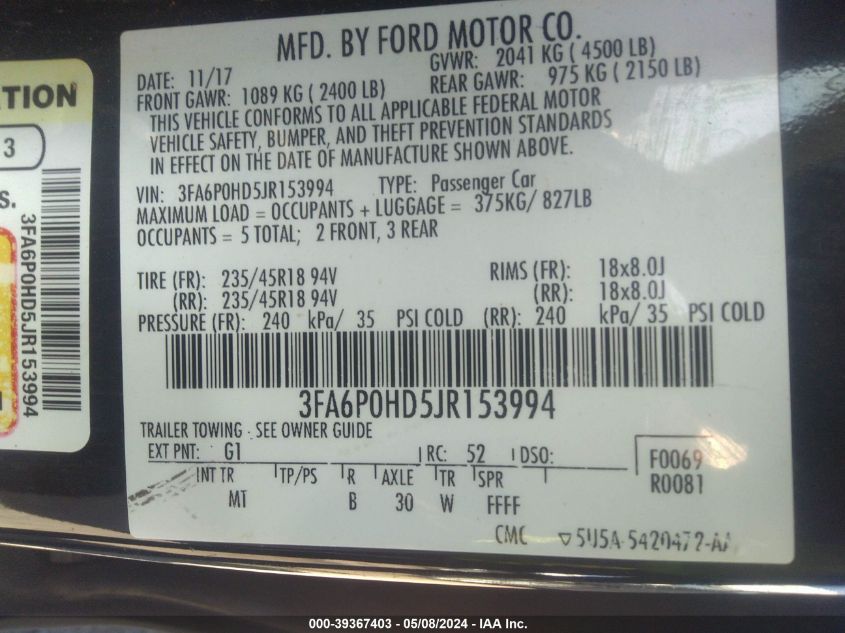 MFD. BY FORD MOTOR CO.
DATE: 11/17
GVWR: 2041 KG ( 4500 LB)
FRONT GAWR: 1089 KG ( 2400 LB)
REAR GAWR: 975 KG ( 2150 LB)
THIS VEHICLE CONFORMS TO ALL APPLICABLE FEDERAL MOTOR
VEHICLE SAFETY, BUMPER, AND THEFT PREVENTION STANDARDS
IN EFFECT ON THE DATE OF MANUFACTURE SHOWN ABOVE.
VIN: 3FA6P0HD5JR153994 TYPE: Passenger Car
MAXIMUM LOAD = OCCUPANTS + LUGGAGE = 375KG/ 827LB
OCCUPANTS = 5 TOTAL; 2 FRONT, 3 REAR
TIRE (FR): 235/45R18 94V RIMS (FR): 18x8.0J
(RR): 235/45R18 94V (RR): 18x8.0J
PRESSURE (FR): 240 kPa/ 35 PSI COLD (RR): 240 kPa/ 35 PSI COLD
3FA6P0HD5JR153994
TRAILER TOWING - SEE OWNER GUIDE
EXT PNT: G1 RC: 52 DSO:
F0069
R0081
INT TR TP/PS R AXLE TR SPR
MT B 30 W FFFF
CMC 5U5A-5420472-AA
ATION
3
S.
3FA6P0HD5JR153994
000-39367403 - 05/08/2024 - IAA Inc.